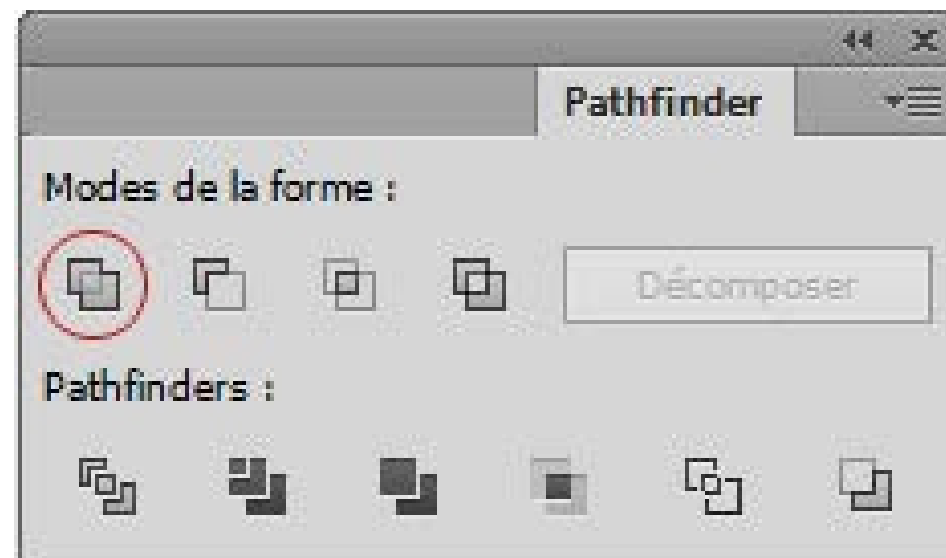 Pathfinder
Modes de la forme :
Décomposer
Pathfinders :